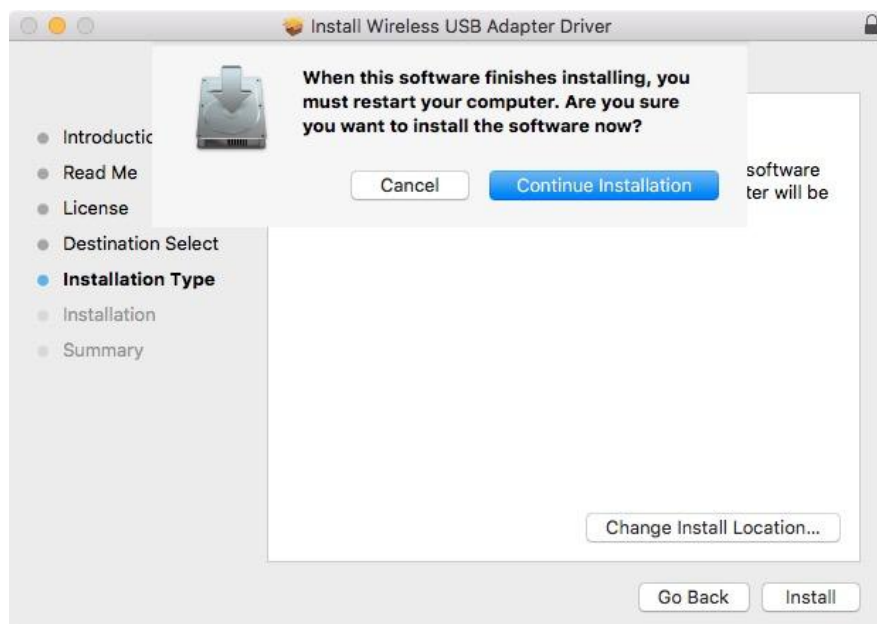 Install Wireless USB Adapter Driver
When this software finishes installing, you
must restart your computer. Are you sure
you want to install the software now?
Cancel
Continue Installation
Introductic
Read Me
License
Destination Select
Installation Type
Installation
Summary
software
ter will be
Change Install Location...
Go Back
Install